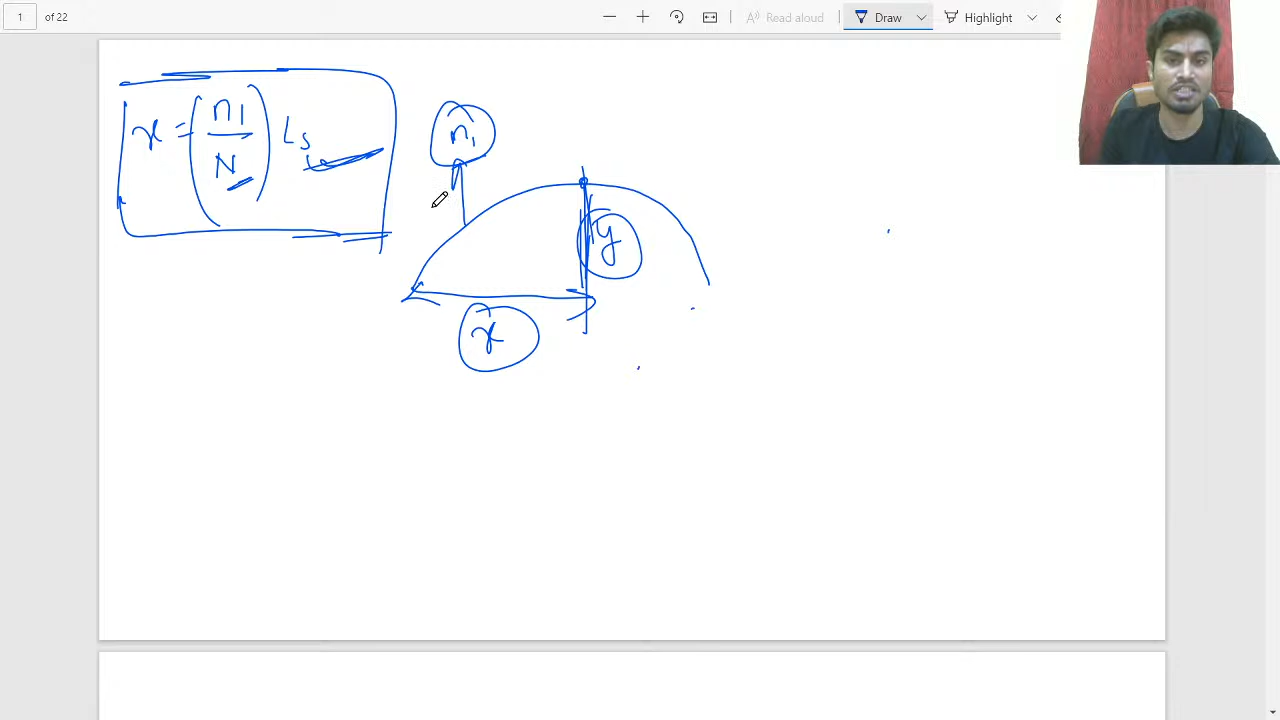 1 of 22 Read aloud Draw Highlight
x = (n1/N) Ls
n1
y
x